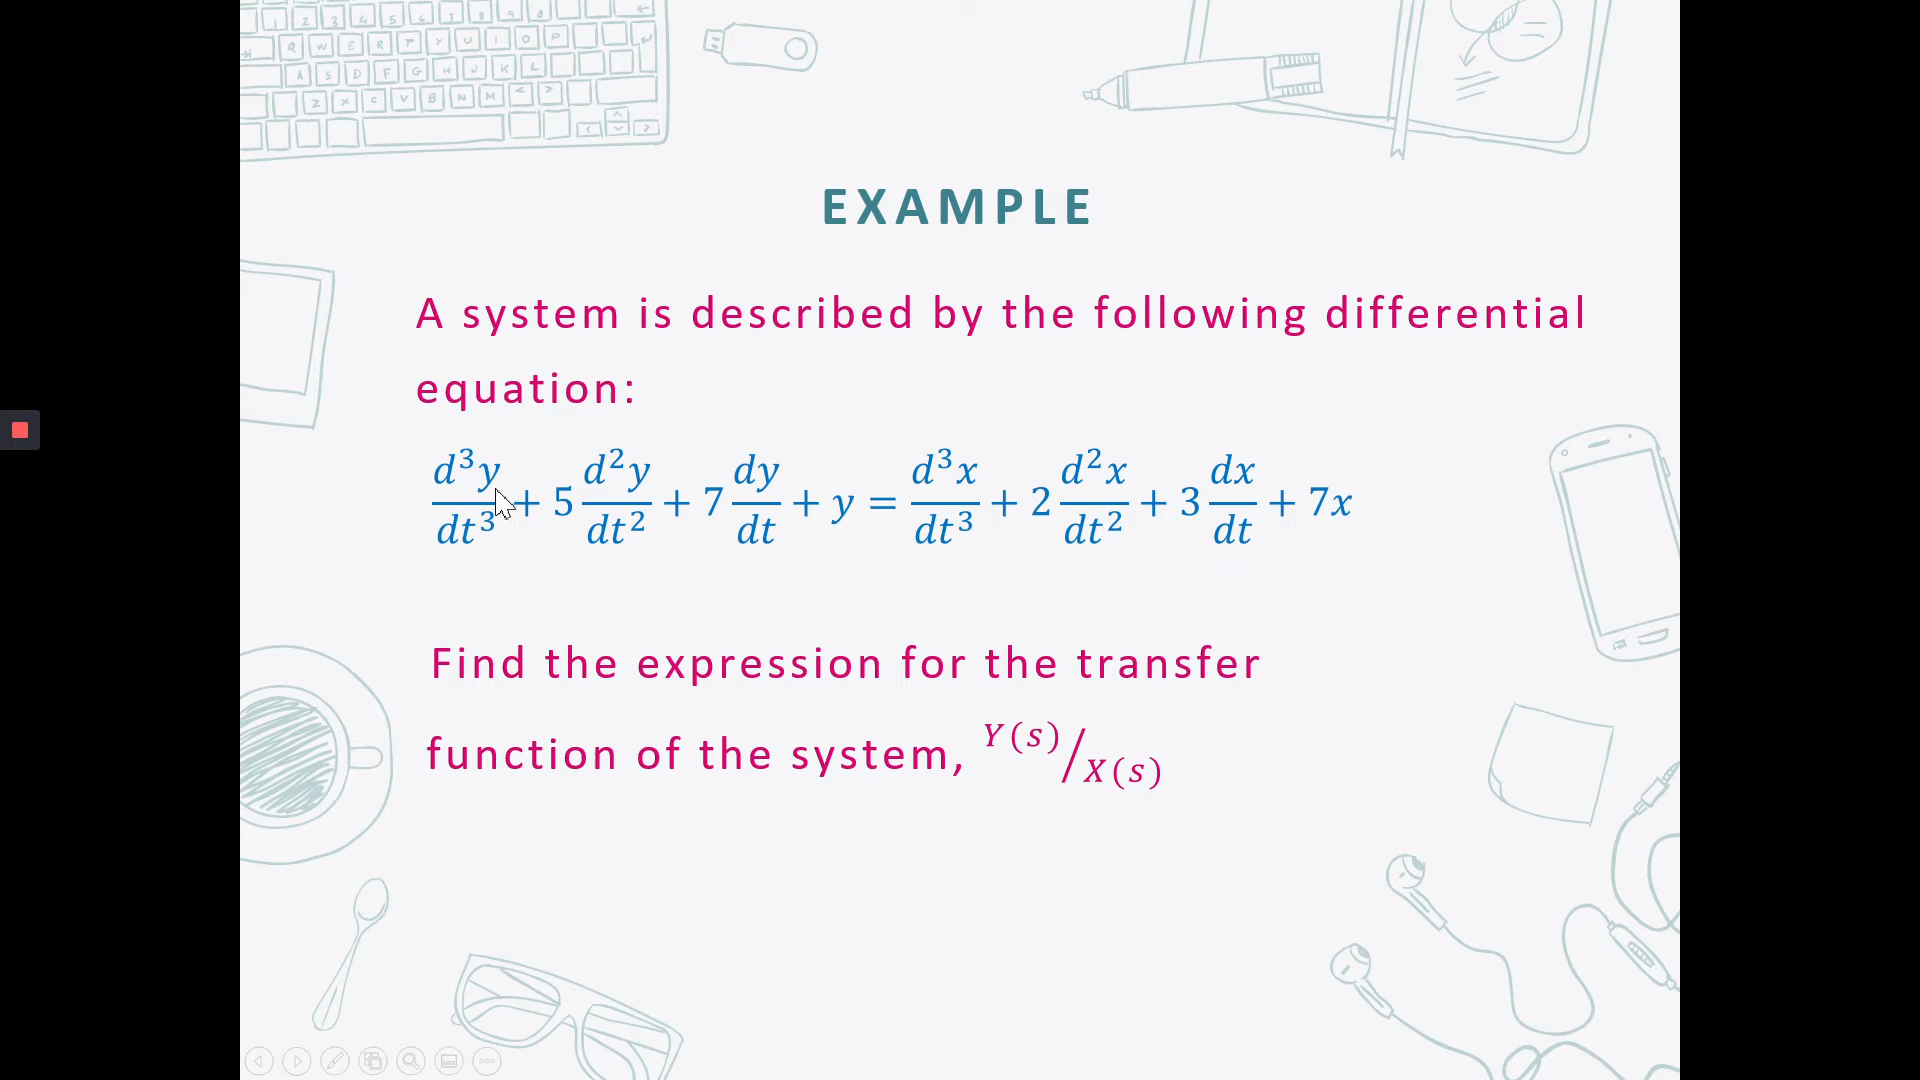 EXAMPLE
A system is described by the following differential
equation:
d³y/dt³ + 5 d²y/dt² + 7 dy/dt + y = d³x/dt³ + 2 d²x/dt² + 3 dx/dt + 7x
Find the expression for the transfer
function of the system, Y(s)/X(s)